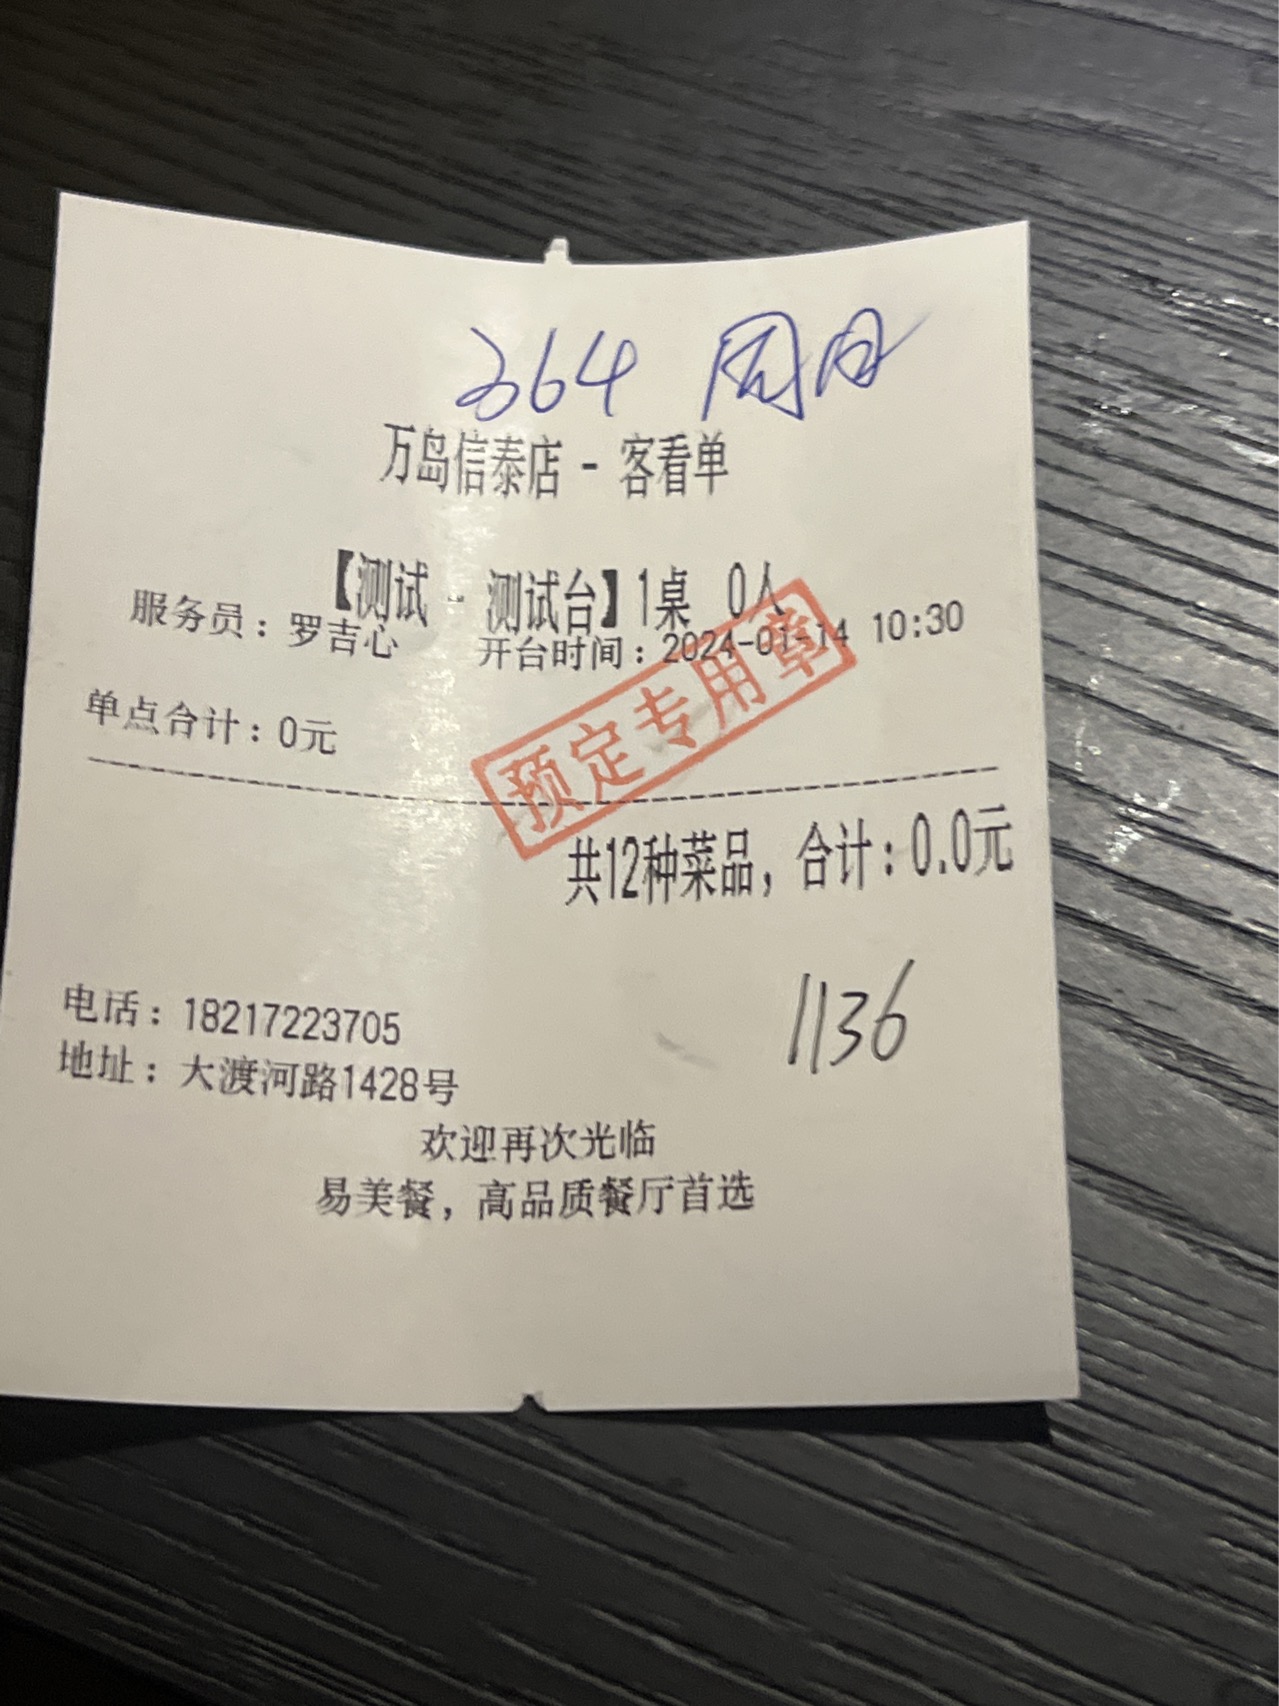 364 周日
万岛信泰店 - 客看单
【测试 - 测试台】1桌 0人
服务员：罗吉心 开台时间：2024-01-14 10:30
单点合计：0元
预定专用章
共12种菜品，合计：0.0元
1136
电话：18217223705
地址：大渡河路1428号
欢迎再次光临
易美餐，高品质餐厅首选